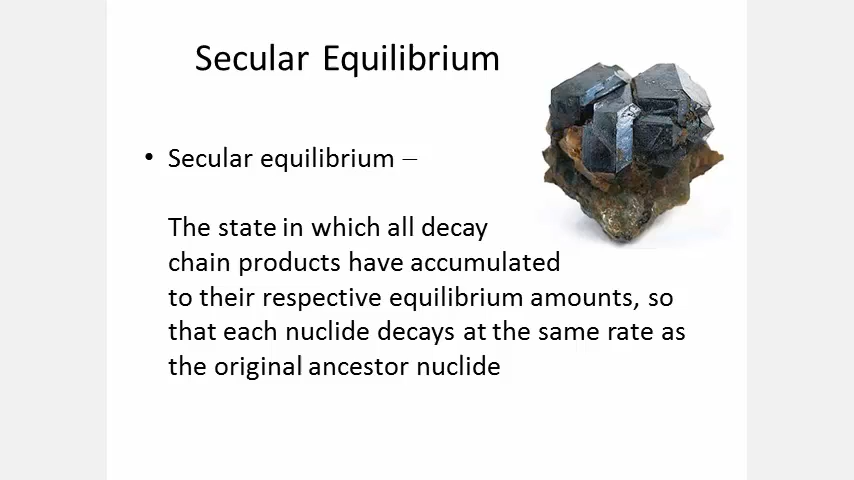 Secular Equilibrium
• Secular equilibrium –
The state in which all decay
chain products have accumulated
to their respective equilibrium amounts, so
that each nuclide decays at the same rate as
the original ancestor nuclide